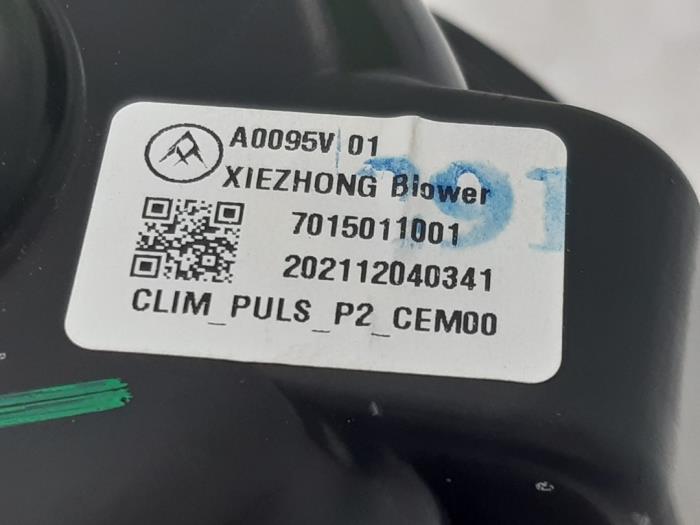 A0095V 01
XIEZHONG Blower
7015011001
202112040341
CLIM_PULS_P2_CEM00